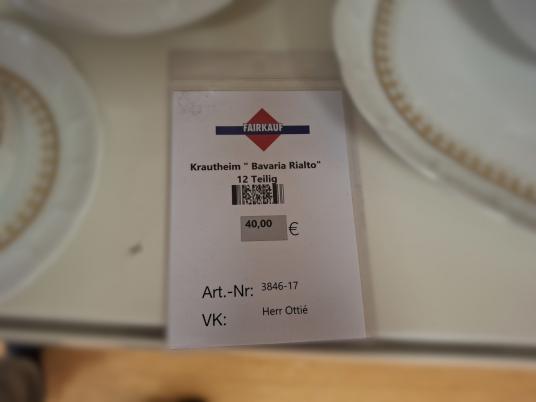 FAIRKAUF
Krautheim " Bavaria Rialto"
12 Teilig
40,00 €
Art.-Nr: 3846-17
VK: Herr Ottié